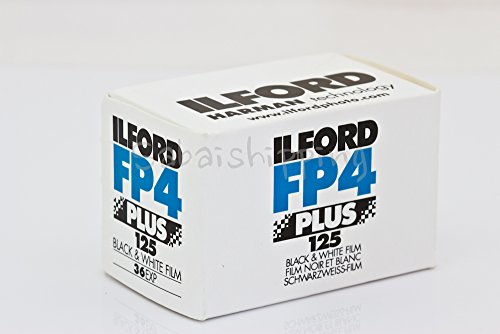 ILFORD
HARMAN technology
www.ilfordphoto.com
ILFORD
FP4
PLUS
125
BLACK & WHITE FILM
36EXP
ILFORD
FP4
PLUS
125
BLACK & WHITE FILM
FILM NOIR ET BLANC
SCHWARZWEISS-FILM
Sabaishipping